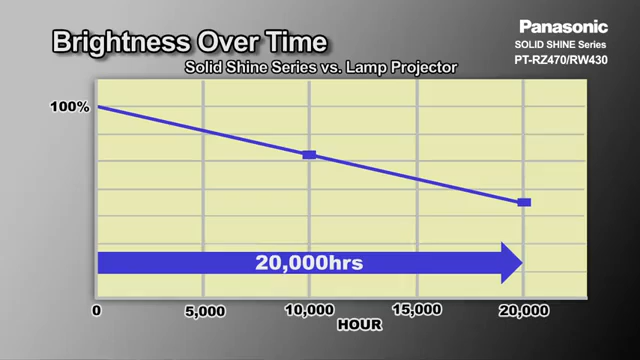 Brightness Over Time
Panasonic
SOLID SHINE Series
PT-RZ470/RW430
Solid Shine Series vs. Lamp Projector
100%
20,000hrs
0 5,000 10,000 15,000 20,000
HOUR